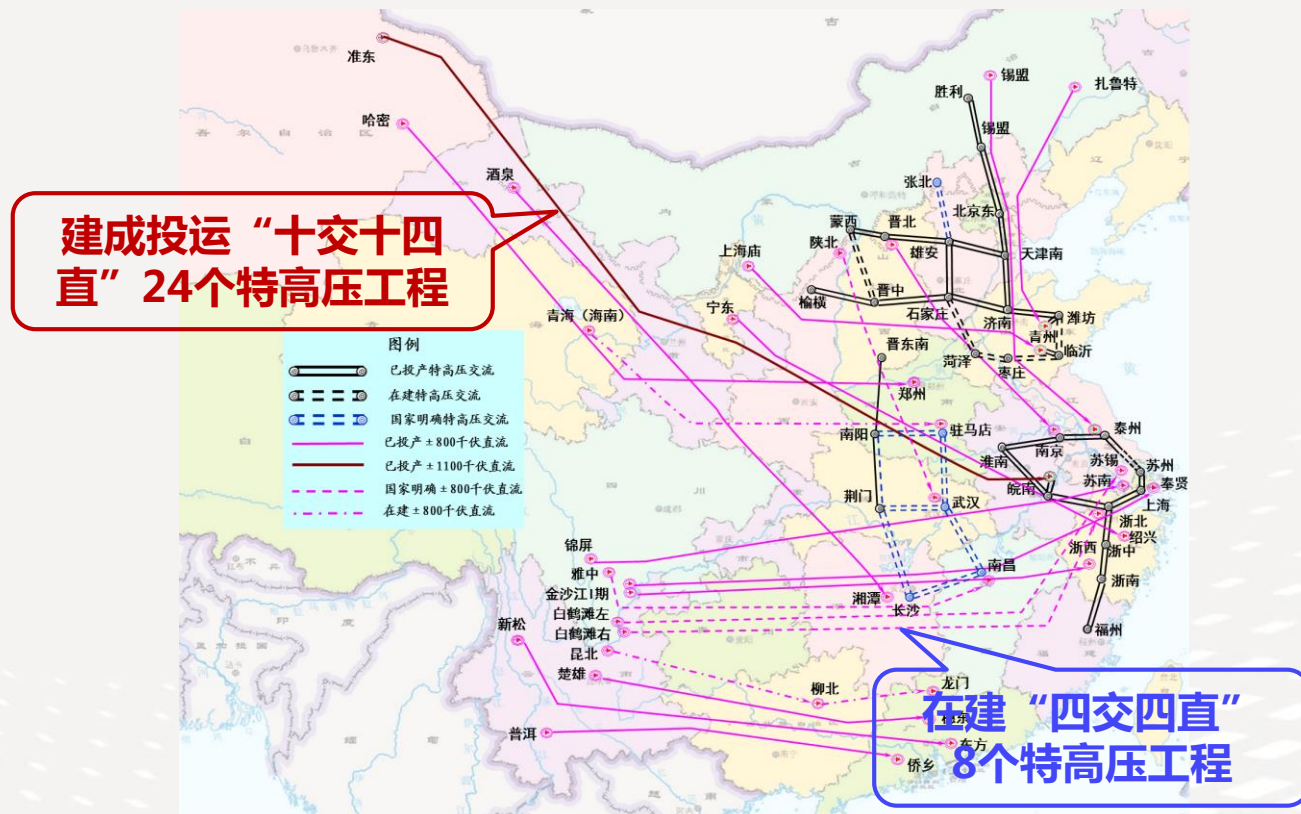 准东
乌鲁木齐
哈密
酒泉
锡盟
扎鲁特
胜利
锡盟
张北
北京东
蒙西
晋北
陕北
雄安
天津南
上海庙
榆横
晋中
石家庄
济南
潍坊
青州
临沂
宁东
青海（海南）
晋东南
菏泽
枣庄
郑州
建成投运“十交十四
直”24个特高压工程
图例
已投产特高压交流
在建特高压交流
国家明确特高压交流
已投产±800千伏直流
已投产±1100千伏直流
国家明确±800千伏直流
在建±800千伏直流
南阳
驻马店
淮南
南京
泰州
苏锡
苏州
苏南
奉贤
皖南
上海
荆门
武汉
浙北
绍兴
浙西
浙中
浙南
福州
锦屏
雅中
金沙江I期
白鹤滩左
白鹤滩右
昆北
楚雄
新松
普洱
南昌
湘潭
长沙
柳北
龙门
东方
侨乡
在建“四交四直”
8个特高压工程